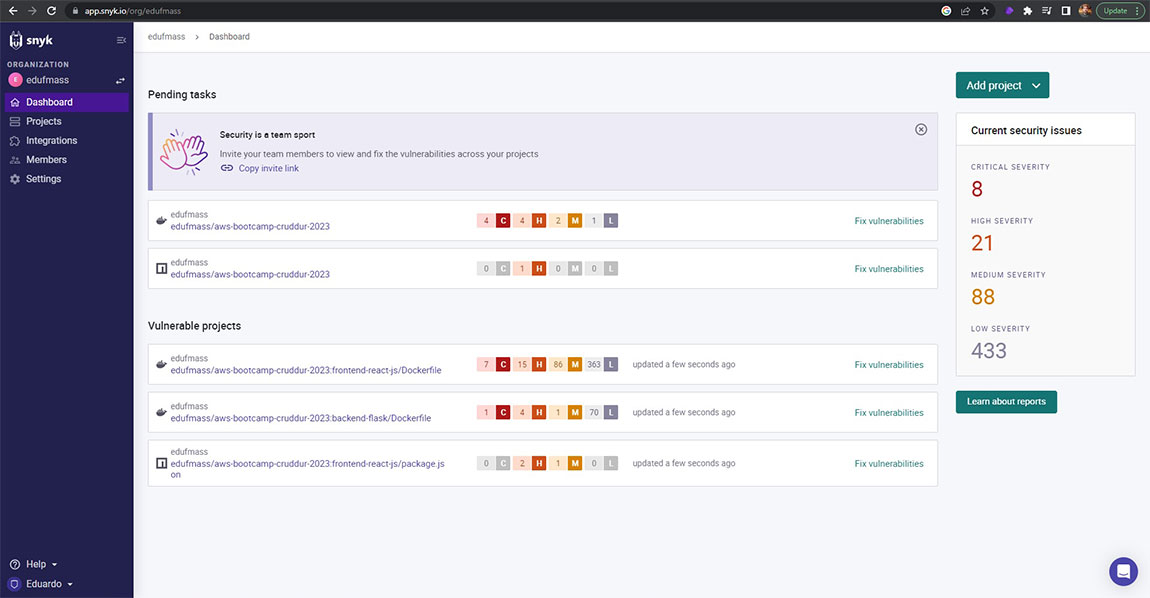 app.snyk.io/org/edufmass
Update
snyk
ORGANIZATION
E
edufmass
Dashboard
Projects
Integrations
Members
Settings
Help
Eduardo
edufmass > Dashboard
Pending tasks
Security is a team sport
Invite your team members to view and fix the vulnerabilities across your projects
Copy invite link
edufmass
edufmass/aws-bootcamp-cruddur-2023
4 C 4 H 2 M 1 L
Fix vulnerabilities
edufmass
edufmass/aws-bootcamp-cruddur-2023
0 C 1 H 0 M 0 L
Fix vulnerabilities
Vulnerable projects
edufmass
edufmass/aws-bootcamp-cruddur-2023:frontend-react-js/Dockerfile
7 C 15 H 86 M 363 L
updated a few seconds ago
Fix vulnerabilities
edufmass
edufmass/aws-bootcamp-cruddur-2023:backend-flask/Dockerfile
1 C 4 H 1 M 70 L
updated a few seconds ago
Fix vulnerabilities
edufmass
edufmass/aws-bootcamp-cruddur-2023:frontend-react-js/package.js
on
0 C 2 H 1 M 0 L
updated a few seconds ago
Fix vulnerabilities
Add project
Current security issues
CRITICAL SEVERITY
8
HIGH SEVERITY
21
MEDIUM SEVERITY
88
LOW SEVERITY
433
Learn about reports